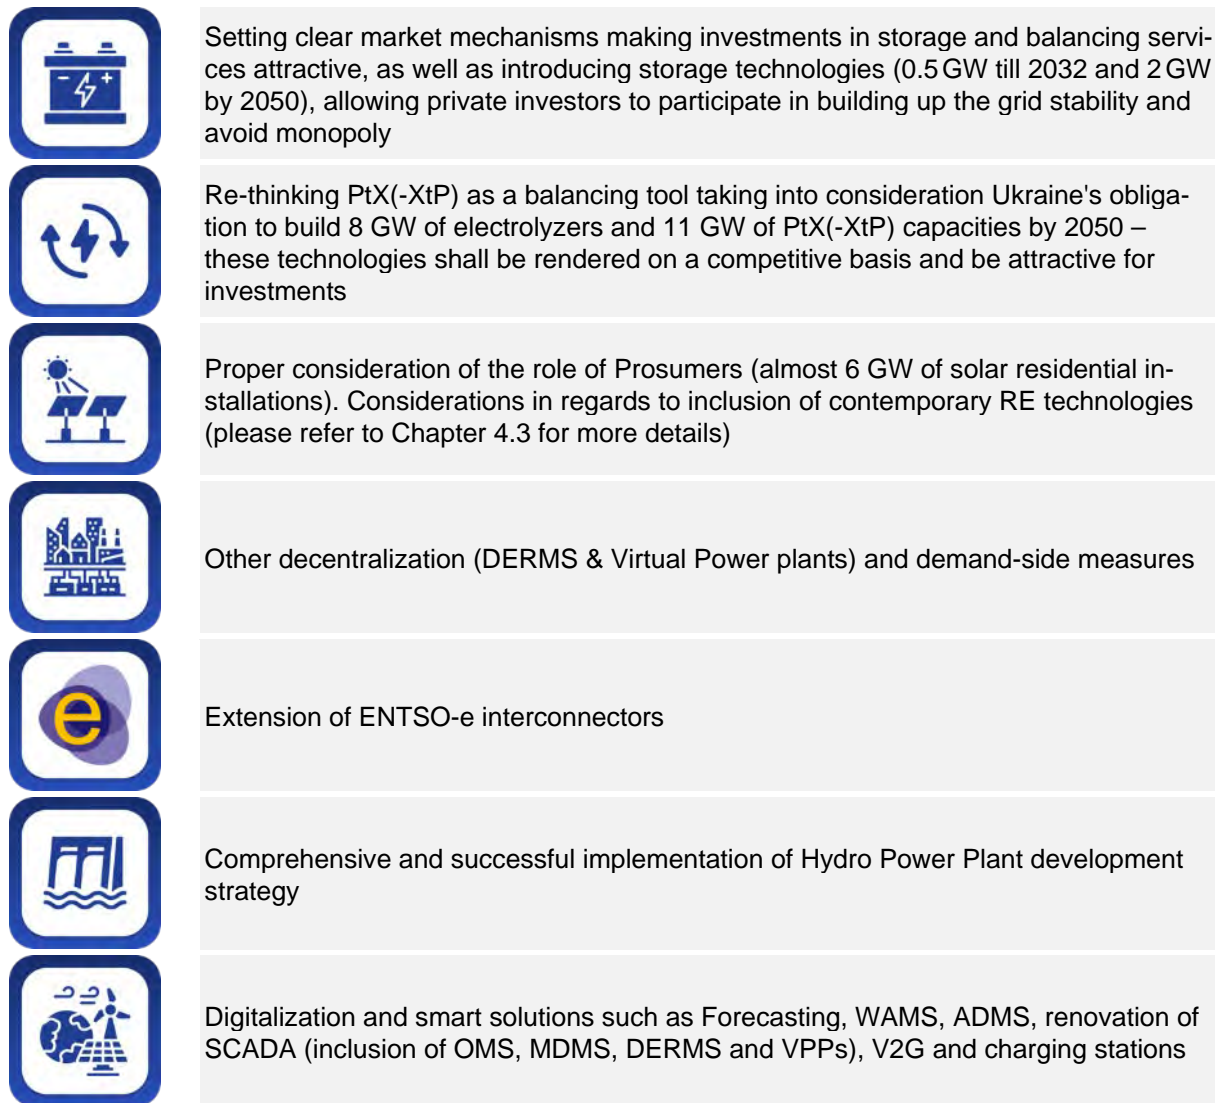 Setting clear market mechanisms making investments in storage and balancing servi-
ces attractive, as well as introducing storage technologies (0.5 GW till 2032 and 2 GW
by 2050), allowing private investors to participate in building up the grid stability and
avoid monopoly
Re-thinking PtX(-XtP) as a balancing tool taking into consideration Ukraine's obliga-
tion to build 8 GW of electrolyzers and 11 GW of PtX(-XtP) capacities by 2050 –
these technologies shall be rendered on a competitive basis and be attractive for
investments
Proper consideration of the role of Prosumers (almost 6 GW of solar residential in-
stallations). Considerations in regards to inclusion of contemporary RE technologies
(please refer to Chapter 4.3 for more details)
Other decentralization (DERMS & Virtual Power plants) and demand-side measures
e
Extension of ENTSO-e interconnectors
Comprehensive and successful implementation of Hydro Power Plant development
strategy
Digitalization and smart solutions such as Forecasting, WAMS, ADMS, renovation of
SCADA (inclusion of OMS, MDMS, DERMS and VPPs), V2G and charging stations